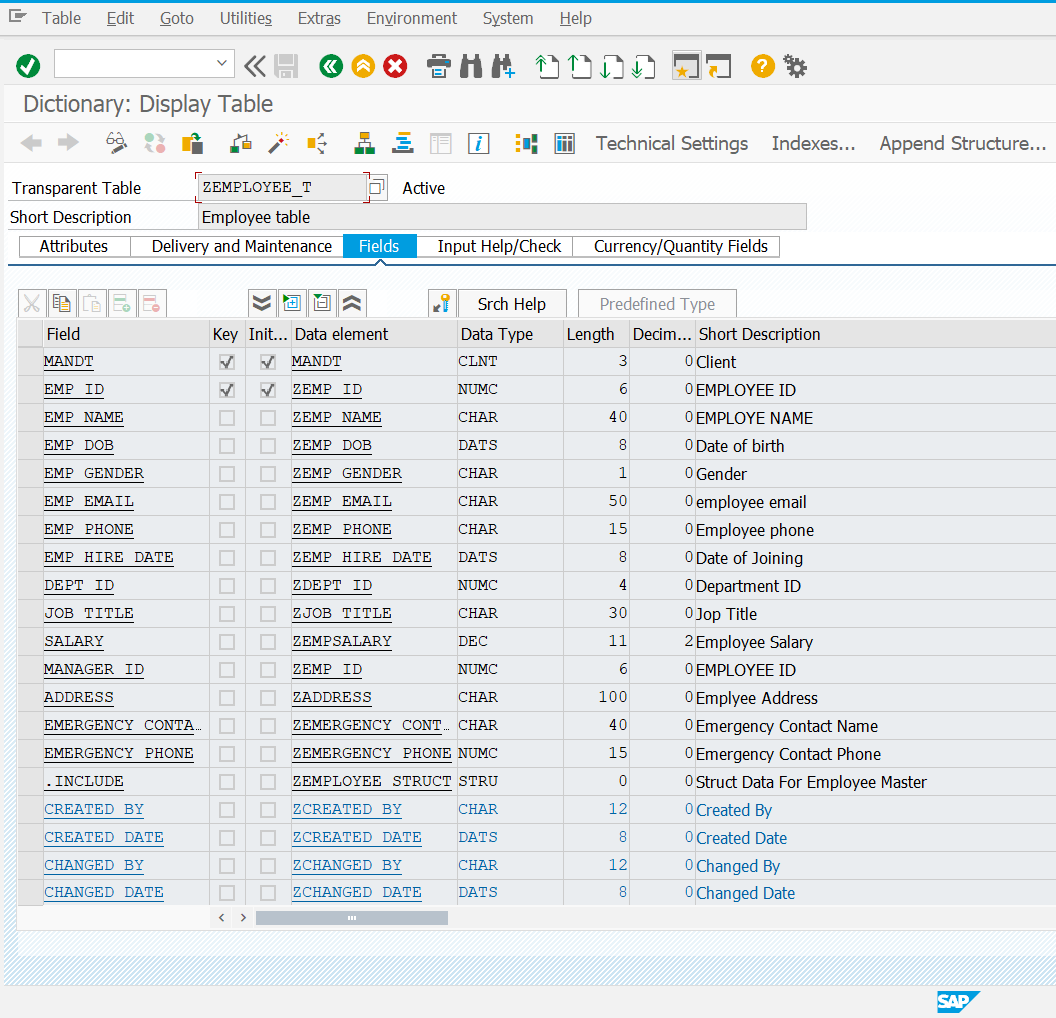 Table Edit Goto Utilities Extras Environment System Help
Dictionary: Display Table
Technical Settings Indexes... Append Structure...
Transparent Table ZEMPLOYEE_T Active
Short Description Employee table
Attributes Delivery and Maintenance Fields Input Help/Check Currency/Quantity Fields
Srch Help Predefined Type
Field Key Init... Data element Data Type Length Decim... Short Description
MANDT MANDT CLNT 3 0 Client
EMP_ID ZEMP_ID NUMC 6 0 EMPLOYEE ID
EMP_NAME ZEMP_NAME CHAR 40 0 EMPLOYE NAME
EMP_DOB ZEMP_DOB DATS 8 0 Date of birth
EMP_GENDER ZEMP_GENDER CHAR 1 0 Gender
EMP_EMAIL ZEMP_EMAIL CHAR 50 0 employee email
EMP_PHONE ZEMP_PHONE CHAR 15 0 Employee phone
EMP_HIRE_DATE ZEMP_HIRE_DATE DATS 8 0 Date of Joining
DEPT_ID ZDEPT_ID NUMC 4 0 Department ID
JOB_TITLE ZJOB_TITLE CHAR 30 0 Jop Title
SALARY ZEMPSALARY DEC 11 2 Employee Salary
MANAGER_ID ZEMP_ID NUMC 6 0 EMPLOYEE ID
ADDRESS ZADDRESS CHAR 100 0 Emplyee Address
EMERGENCY_CONTA... ZEMERGENCY_CONT... CHAR 40 0 Emergency Contact Name
EMERGENCY_PHONE ZEMERGENCY_PHONE NUMC 15 0 Emergency Contact Phone
.INCLUDE ZEMPLOYEE_STRUCT STRU 0 0 Struct Data For Employee Master
CREATED_BY ZCREATED_BY CHAR 12 0 Created By
CREATED_DATE ZCREATED_DATE DATS 8 0 Created Date
CHANGED_BY ZCHANGED_BY CHAR 12 0 Changed By
CHANGED_DATE ZCHANGED_DATE DATS 8 0 Changed Date
SAP